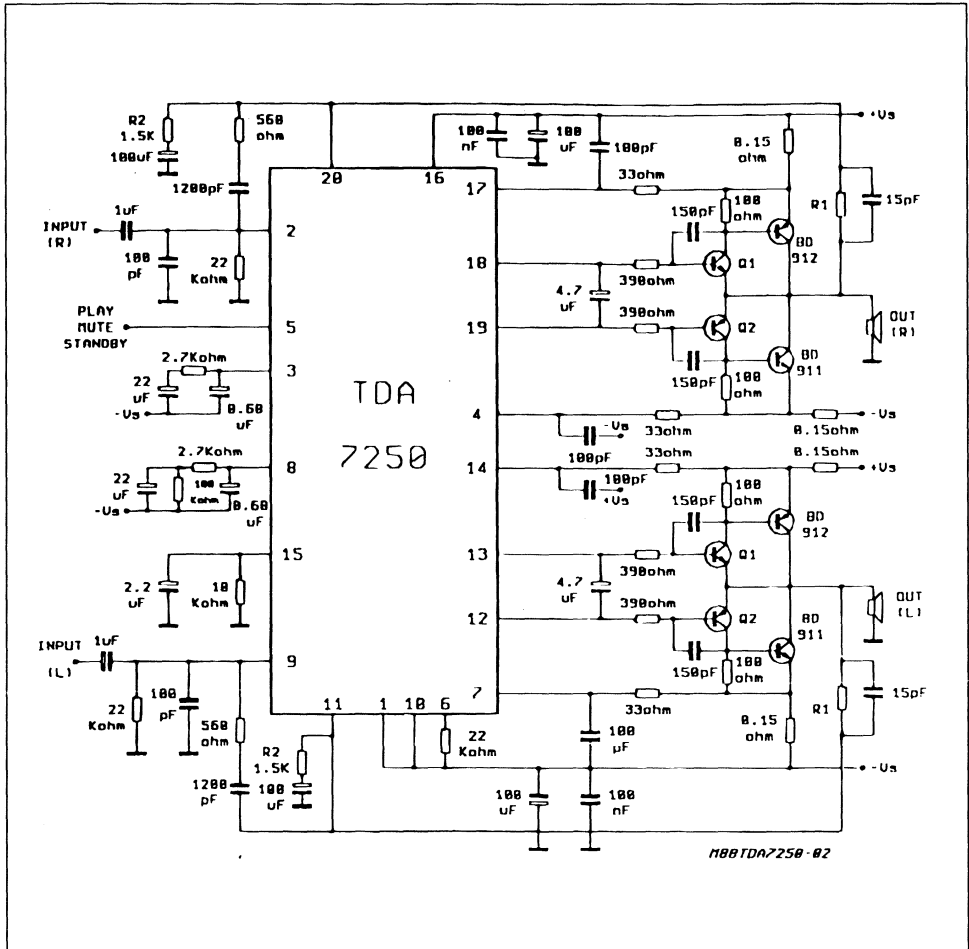 R2
1.5K
100uF
560
ohm
1200pF
1uF
INPUT
(R)
100
pF
22
Kohm
PLAY
MUTE
STANDBY
2.7Kohm
22
uF
-Vs
0.68
uF
2.7Kohm
22
uF
100
Kohm
-Vs
0.68
uF
2.2
uF
10
Kohm
INPUT
(L)
1uF
22
Kohm
100
pF
560
ohm
1200
pF
R2
1.5K
100
uF
20
16
2
5
3
8
15
9
11
1
10
6
17
18
19
4
14
13
12
7
TDA
7250
100
nF
100
uF
100pF
+Vs
0.15
ohm
33ohm
100
ohm
150pF
R1
15pF
BD
912
Q1
390ohm
4.7
uF
390ohm
Q2
OUT
(R)
BD
911
150pF
100
ohm
-Vs
100pF
33ohm
0.15ohm
-Vs
33ohm
0.15ohm
+Vs
100pF
+Vs
100
ohm
150pF
BD
912
Q1
390ohm
4.7
uF
390ohm
Q2
OUT
(L)
BD
911
150pF
100
ohm
33ohm
R1
15pF
0.15
ohm
22
Kohm
100
µF
-Vs
100
uF
100
nF
M88TDA7250-02